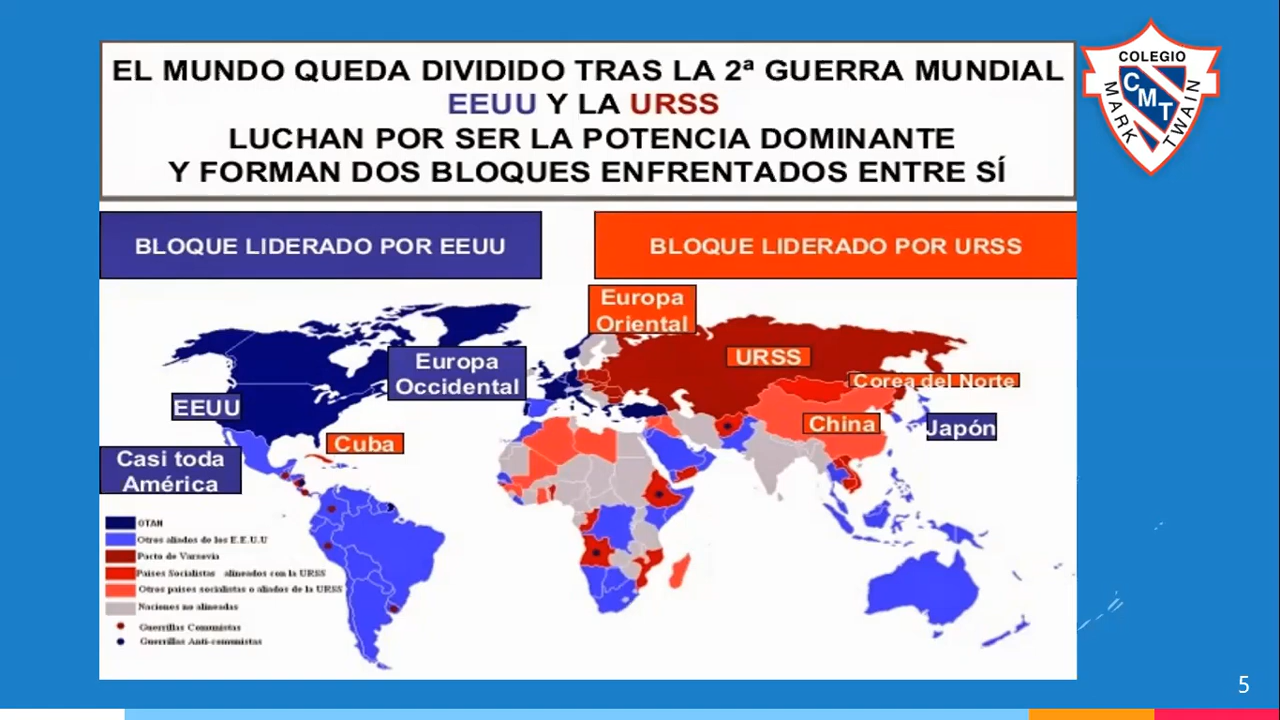 EL MUNDO QUEDA DIVIDIDO TRAS LA 2ª GUERRA MUNDIAL
EEUU Y LA URSS
LUCHAN POR SER LA POTENCIA DOMINANTE
Y FORMAN DOS BLOQUES ENFRENTADOS ENTRE SÍ
COLEGIO
MARK
CMT
TWAIN
BLOQUE LIDERADO POR EEUU
BLOQUE LIDERADO POR URSS
Europa
Oriental
Europa
Occidental
URSS
Corea del Norte
EEUU
China
Japón
Cuba
Casi toda
América
OTAN
Otros aliados de los E.E.U.U
Pacto de Varsovia
Países Socialistas alineados con la URSS
Otros países socialistas o aliados de la URSS
Naciones no alineadas
Guerrillas Comunistas
Guerrillas Anti-comunistas
5